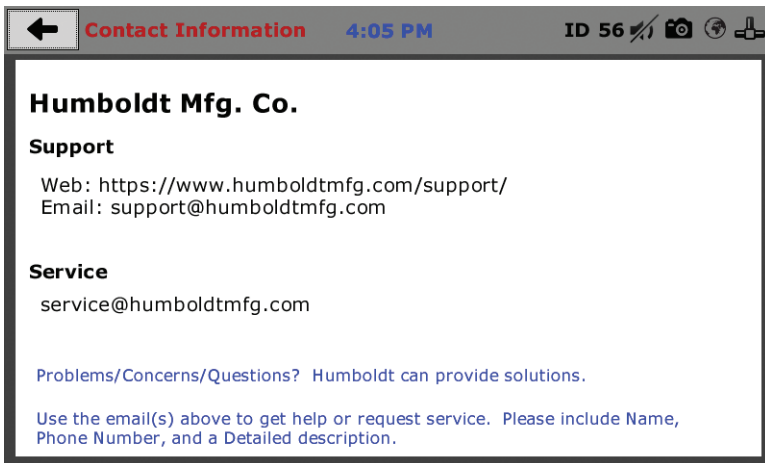 Contact Information 4:05 PM ID 56
Humboldt Mfg. Co.
Support
Web: https://www.humboldtmfg.com/support/
Email: support@humboldtmfg.com
Service
service@humboldtmfg.com
Problems/Concerns/Questions?  Humboldt can provide solutions.
Use the email(s) above to get help or request service.  Please include Name,
Phone Number, and a Detailed description.